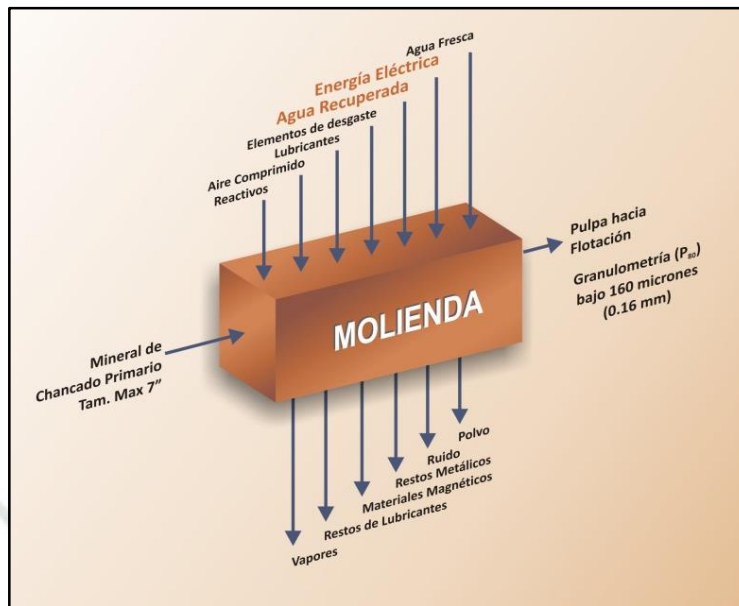 Agua Fresca
Energía Eléctrica
Agua Recuperada
Elementos de desgaste
Lubricantes
Aire Comprimido
Reactivos
Pulpa hacia
Flotación
Granulometría (P₈₀)
bajo 160 micrones
(0.16 mm)
MOLIENDA
Mineral de
Chancado Primario
Tam. Max 7”
Polvo
Ruido
Restos Metálicos
Materiales Magnéticos
Restos de Lubricantes
Vapores